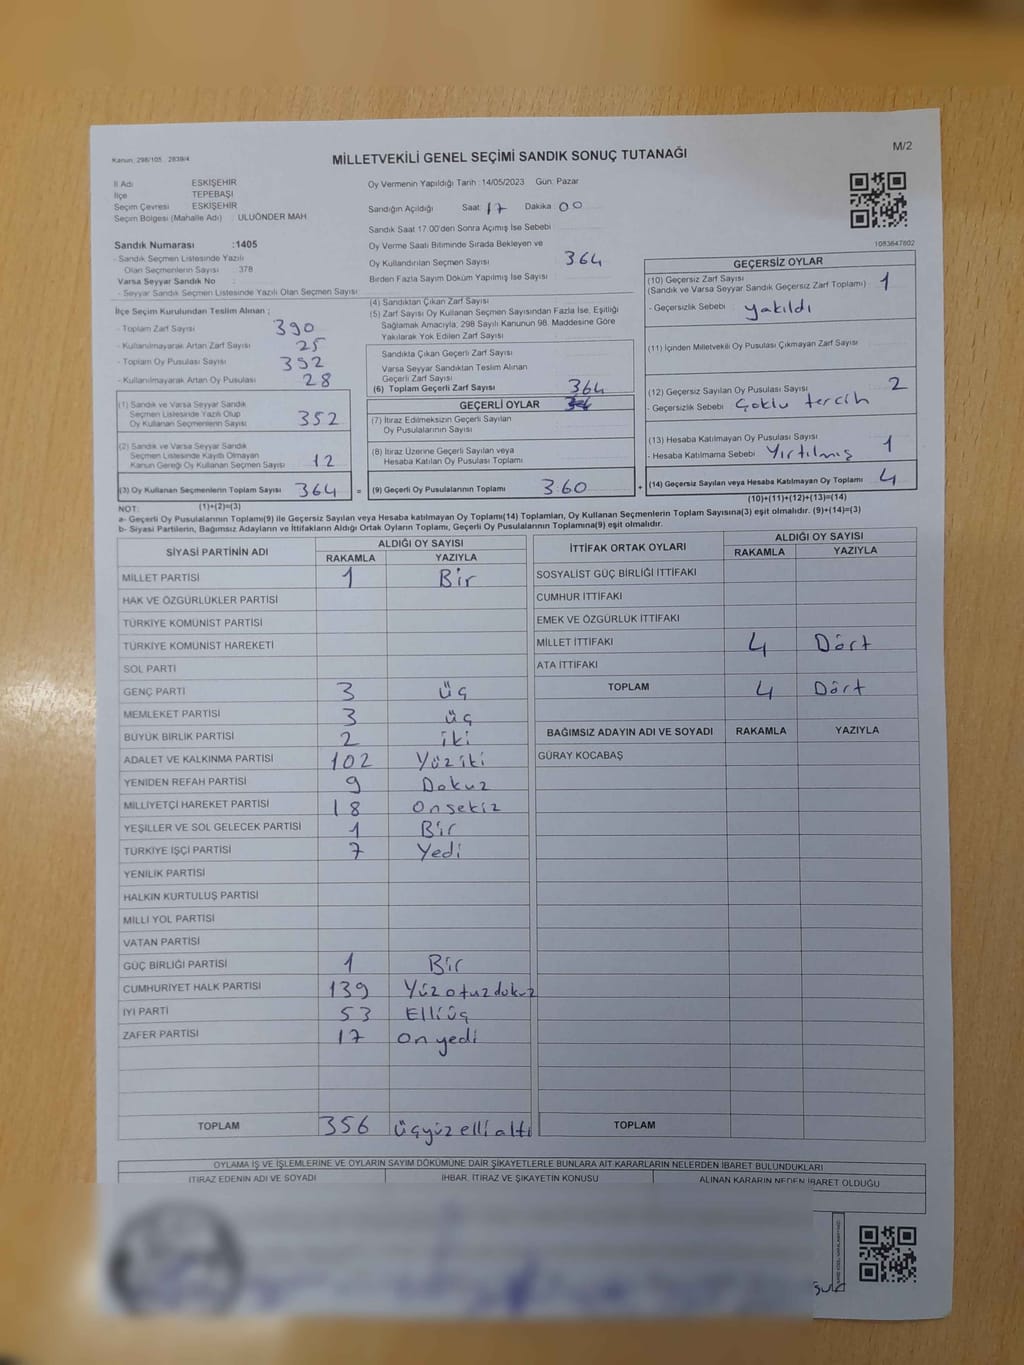 Kanun: 298/105 , 2839/4
MİLLETVEKİLİ GENEL SEÇİMİ SANDIK SONUÇ TUTANAĞI
M/2
İl Adı : ESKİŞEHİR
İlçe : TEPEBAŞI
Seçim Çevresi : ESKİŞEHİR
Seçim Bölgesi (Mahalle Adı) : ULUÖNDER MAH
Sandık Numarası :1405
- Sandık Seçmen Listesinde Yazılı
Olan Seçmenlerin Sayısı : 378
Varsa Seyyar Sandık No :
- Seyyar Sandık Seçmen Listesinde Yazılı Olan Seçmen Sayısı
İlçe Seçim Kurulundan Teslim Alınan ;
- Toplam Zarf Sayısı 390
- Kullanılmayarak Artan Zarf Sayısı 25
- Toplam Oy Pusulası Sayısı 392
- Kullanılmayarak Artan Oy Pusulası 28
(1) Sandık ve Varsa Seyyar Sandık
Seçmen Listesinde Yazılı Olup
Oy Kullanan Seçmenlerin Sayısı 352
(2) Sandık ve Varsa Seyyar Sandık
Seçmen Listesinde Kayıtlı Olmayan
Kanun Gereği Oy Kullanan Seçmen Sayısı 12
(3) Oy Kullanan Seçmenlerin Toplam Sayısı 364 =
Oy Vermenin Yapıldığı Tarih : 14/05/2023 Gün: Pazar
Sandığın Açıldığı Saat: 17 Dakika : 00
Sandık Saat 17.00'den Sonra Açımış İse Sebebi
Oy Verme Saati Bitiminde Sırada Bekleyen ve
Oy Kullandırılan Seçmen Sayısı 364
Birden Fazla Sayım Döküm Yapılmış İse Sayısı
(4) Sandıktan Çıkan Zarf Sayısı
(5) Zarf Sayısı Oy Kullanan Seçmen Sayısından Fazla İse, Eşitliği
Sağlamak Amacıyla; 298 Sayılı Kanunun 98. Maddesine Göre
Yakılarak Yok Edilen Zarf Sayısı
Sandıkta Çıkan Geçerli Zarf Sayısı
Varsa Seyyar Sandıktan Teslim Alınan
Geçerli Zarf Sayısı
(6) Toplam Geçerli Zarf Sayısı 364
GEÇERLİ OYLAR
(7) İtiraz Edilmeksizin Geçerli Sayılan
Oy Pusulalarının Sayısı
(8) İtiraz Üzerine Geçerli Sayılan veya
Hesaba Katılan Oy Pusulası Toplamı
(9) Geçerli Oy Pusulalarının Toplamı 360 +
1083647602
GEÇERSİZ OYLAR
(10) Geçersiz Zarf Sayısı 1
(Sandık ve Varsa Seyyar Sandık Geçersiz Zarf Toplamı)
- Geçersizlik Sebebi : yakıldı
(11) İçinden Milletvekili Oy Pusulası Çıkmayan Zarf Sayısı
(12) Geçersiz Sayılan Oy Pusulası Sayısı 2
- Geçersizlik Sebebi Çoklu tercih
(13) Hesaba Katılmayan Oy Pusulası Sayısı 1
- Hesaba Katılmama Sebebi Yırtılmış
(14) Geçersiz Sayılan veya Hesaba Katılmayan Oy Toplamı 4
NOT: (1)+(2)=(3)
(10)+(11)+(12)+(13)=(14)
a- Geçerli Oy Pusulalarının Toplamı(9) ile Geçersiz Sayılan veya Hesaba Katılmayan Oy Toplamı(14) Toplamları, Oy Kullanan Seçmenlerin Toplam Sayısına(3) eşit olmalıdır. (9)+(14)=(3)
b- Siyasi Partilerin, Bağımsız Adayların ve İttifakların Aldığı Ortak Oyların Toplamı, Geçerli Oy Pusulalarının Toplamına(9) eşit olmalıdır.
SİYASİ PARTİNİN ADI ALDIĞI OY SAYISI
RAKAMLA YAZIYLA
MİLLET PARTİSİ 1 Bir
HAK VE ÖZGÜRLÜKLER PARTİSİ
TÜRKİYE KOMÜNİST PARTİSİ
TÜRKİYE KOMÜNİST HAREKETİ
SOL PARTİ
GENÇ PARTİ 3 üç
MEMLEKET PARTİSİ 3 üç
BÜYÜK BİRLİK PARTİSİ 2 iki
ADALET VE KALKINMA PARTİSİ 102 Yüz iki
YENİDEN REFAH PARTİSİ 9 Dokuz
MİLLİYETÇİ HAREKET PARTİSİ 18 Onsekiz
YEŞİLLER VE SOL GELECEK PARTİSİ 1 Bir
TÜRKİYE İŞÇİ PARTİSİ 7 Yedi
YENİLİK PARTİSİ
HALKIN KURTULUŞ PARTİSİ
MİLLİ YOL PARTİSİ
VATAN PARTİSİ
GÜÇ BİRLİĞİ PARTİSİ 1 Bir
CUMHURİYET HALK PARTİSİ 139 Yüz otuzdokuz
İYİ PARTİ 53 Elliüç
ZAFER PARTİSİ 17 On yedi
TOPLAM 356 üçyüz elli altı
İTTİFAK ORTAK OYLARI ALDIĞI OY SAYISI
RAKAMLA YAZIYLA
SOSYALİST GÜÇ BİRLİĞİ İTTİFAKI
CUMHUR İTTİFAKI
EMEK VE ÖZGÜRLÜK İTTİFAKI
MİLLET İTTİFAKI 4 Dört
ATA İTTİFAKI
TOPLAM 4 Dört
BAĞIMSIZ ADAYIN ADI VE SOYADI RAKAMLA YAZIYLA
GÜRAY KOCABAŞ
TOPLAM
OYLAMA İŞ VE İŞLEMLERİNE VE OYLARIN SAYIM DÖKÜMÜNE DAİR ŞİKAYETLERLE BUNLARA AİT KARARLARIN NELERDEN İBARET BULUNDUKLARI
İTİRAZ EDENİN ADI VE SOYADI İHBAR, İTİRAZ VE ŞİKAYETİN KONUSU ALINAN KARARIN NEDEN İBARET OLDUĞU